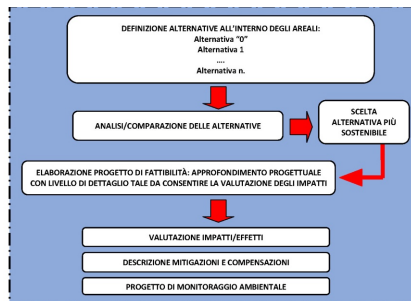 DEFINIZIONE ALTERNATIVE ALL'INTERNO DEGLI AREALI:
Alternativa "0"
Alternativa 1
....
Alternativa n.
ANALISI/COMPARAZIONE DELLE ALTERNATIVE
SCELTA
ALTERNATIVA PIÙ
SOSTENIBILE
ELABORAZIONE PROGETTO DI FATTIBILITÀ: APPROFONDIMENTO PROGETTUALE
CON LIVELLO DI DETTAGLIO TALE DA CONSENTIRE LA VALUTAZIONE DEGLI IMPATTI
VALUTAZIONE IMPATTI/EFFETTI
DESCRIZIONE MITIGAZIONI E COMPENSAZIONI
PROGETTO DI MONITORAGGIO AMBIENTALE